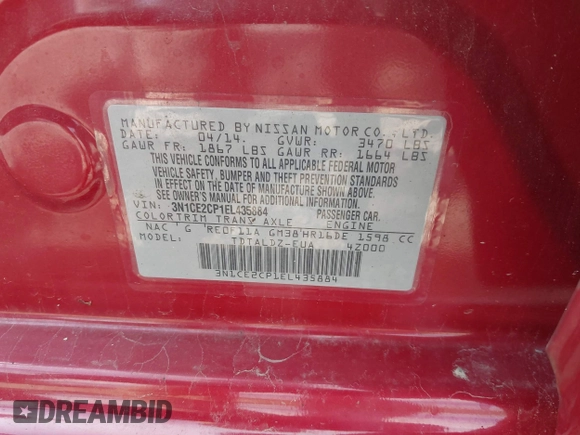 MANUFACTURED BY NISSAN MOTOR CO., LTD.
DATE: 04/14. GVWR: 3470 LBS
GAWR FR: 1867 LBS GAWR RR: 1664 LBS
THIS VEHICLE CONFORMS TO ALL APPLICABLE FEDERAL MOTOR
VEHICLE SAFETY, BUMPER AND THEFT PREVENTION STANDARDS
IN EFFECT ON THE DATE OF MANUFACTURE SHOWN ABOVE.
SEE OWNER'S MANUAL FOR ADDITIONAL INFORMATION.
VIN: 3N1CE2CP1EL435884 PASSENGER CAR.
COLOR TRIM TRANS AXLE ENGINE
NAC G RE0F11A GM38 HR16DE 1598 CC
MODEL: TDTALDZ-EUA 4Z000
3N1CE2CP1EL435884
DREAMBID